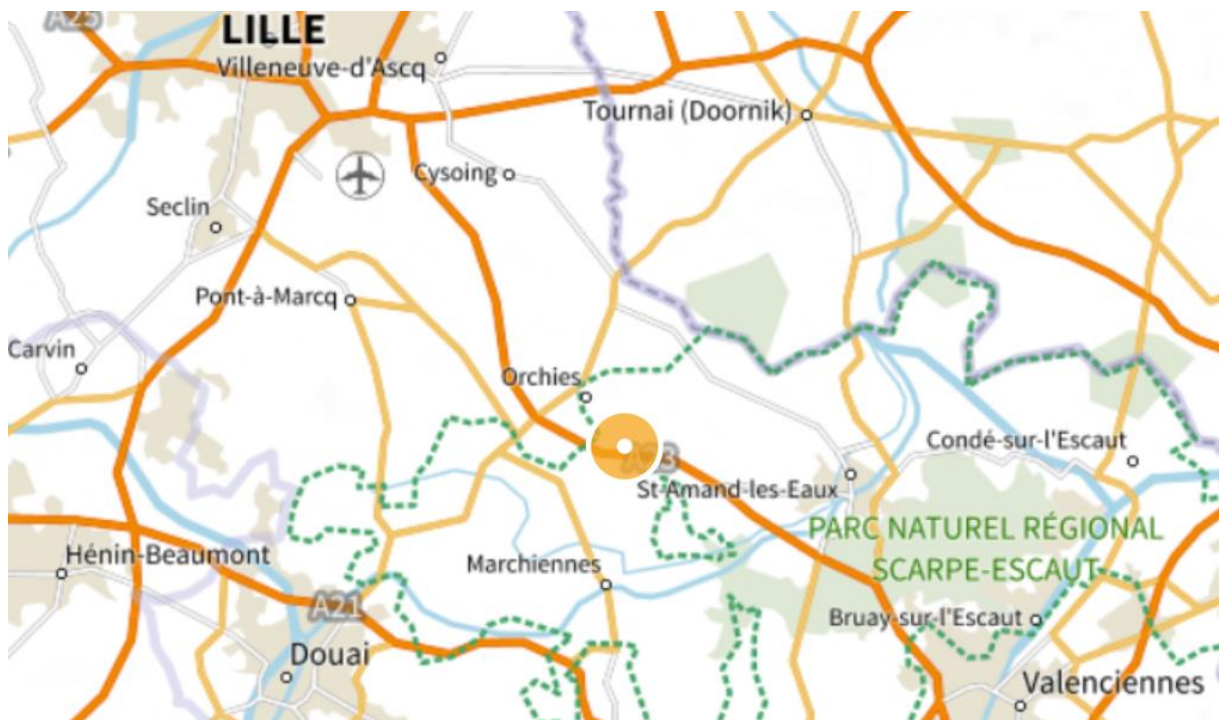 A25
LILLE
Villeneuve-d'Ascq
Tournai (Doornik)
Cysoing
Seclin
Pont-à-Marcq
Carvin
Orchies
Condé-sur-l'Escaut
St-Amand-les-Eaux
PARC NATUREL RÉGIONAL
SCARPE-ESCAUT
Hénin-Beaumont
Marchiennes
A21
Bruay-sur-l'Escaut
Douai
Valenciennes